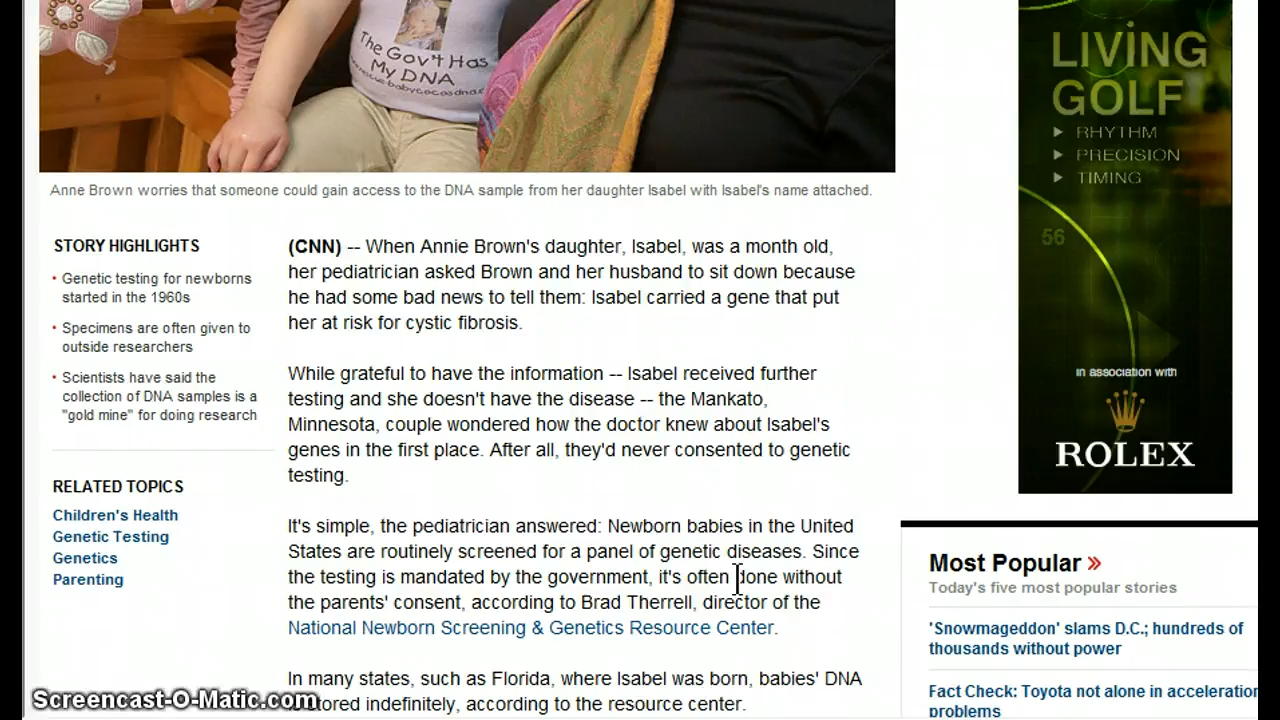 The Gov't Has
My DNA
Anne Brown worries that someone could gain access to the DNA sample from her daughter Isabel with Isabel's name attached.
STORY HIGHLIGHTS
• Genetic testing for newborns
started in the 1960s
• Specimens are often given to
outside researchers
• Scientists have said the
collection of DNA samples is a
"gold mine" for doing research
RELATED TOPICS
Children's Health
Genetic Testing
Genetics
Parenting
(CNN) -- When Annie Brown's daughter, Isabel, was a month old,
her pediatrician asked Brown and her husband to sit down because
he had some bad news to tell them: Isabel carried a gene that put
her at risk for cystic fibrosis.
While grateful to have the information -- Isabel received further
testing and she doesn't have the disease -- the Mankato,
Minnesota, couple wondered how the doctor knew about Isabel's
genes in the first place. After all, they'd never consented to genetic
testing.
It's simple, the pediatrician answered: Newborn babies in the United
States are routinely screened for a panel of genetic diseases. Since
the testing is mandated by the government, it's often done without
the parents' consent, according to Brad Therrell, director of the
National Newborn Screening & Genetics Resource Center.
In many states, such as Florida, where Isabel was born, babies' DNA
stored indefinitely, according to the resource center.
LIVING
GOLF
RHYTHM
PRECISION
TIMING
56
in association with
ROLEX
Most Popular »
Today's five most popular stories
'Snowmageddon' slams D.C.; hundreds of
thousands without power
Fact Check: Toyota not alone in acceleration
problems
Screencast-O-Matic.com